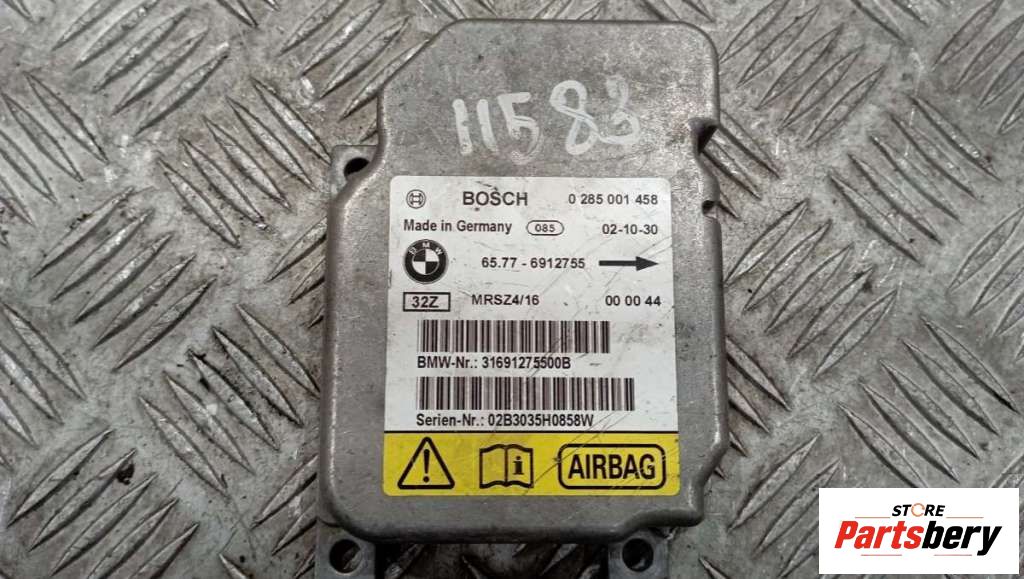 11583
BOSCH 0 285 001 458
Made in Germany 085 02-10-30
BMW
65.77 - 6912755
32Z MRSZ4/16 00 00 44
BMW-Nr.: 31691275500B
Serien-Nr.: 02B3035H0858W
i AIRBAG
STORE
Partsbery